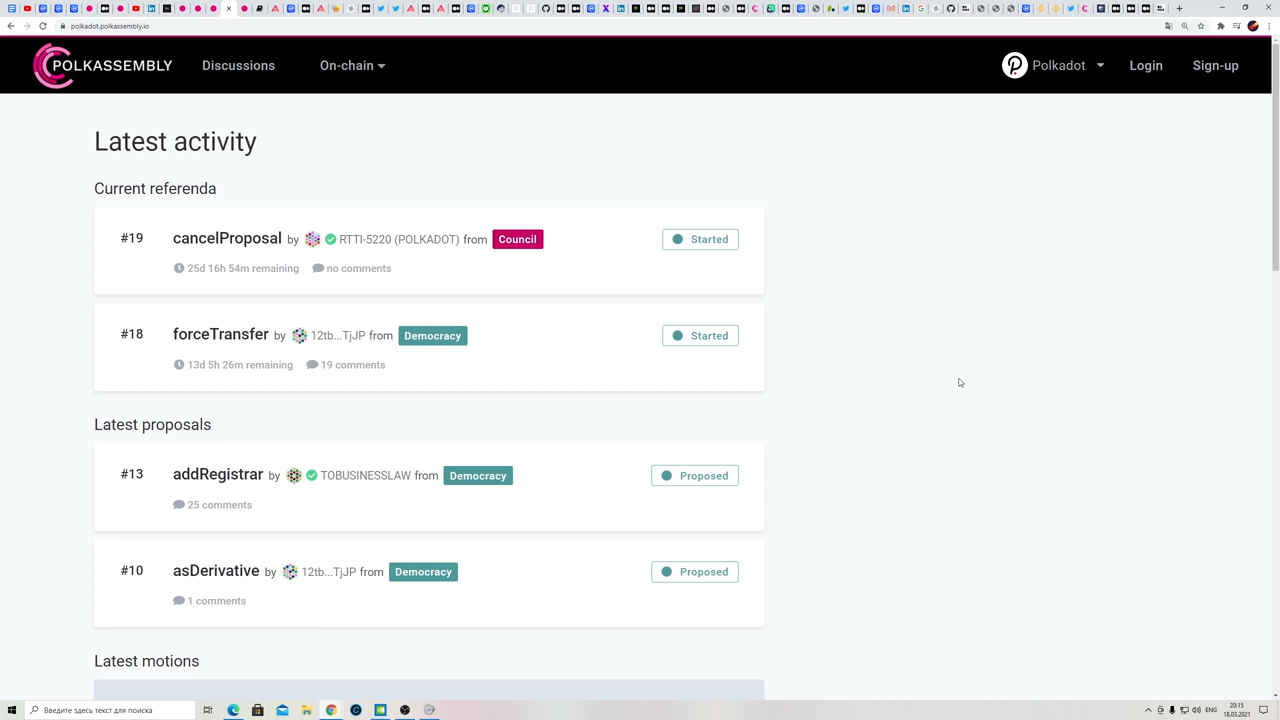 polkadot.polkassembly.io
POLKASSEMBLY
Discussions
On-chain
Polkadot
Login
Sign-up
Latest activity
Current referenda
#19 cancelProposal by RTTI-5220 (POLKADOT) from Council Started
25d 16h 54m remaining no comments
#18 forceTransfer by 12tb...TjJP from Democracy Started
13d 5h 26m remaining 19 comments
Latest proposals
#13 addRegistrar by TOBUSINESSLAW from Democracy Proposed
25 comments
#10 asDerivative by 12tb...TjJP from Democracy Proposed
1 comments
Latest motions
Введите здесь текст для поиска
ENG
20:15
18.03.2021